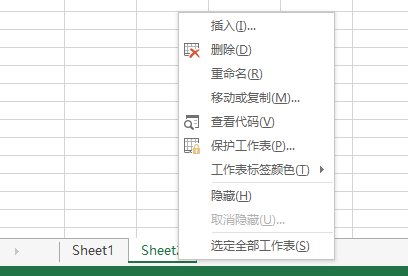 插入(I)...
删除(D)
重命名(R)
移动或复制(M)...
查看代码(V)
保护工作表(P)...
工作表标签颜色(T)
隐藏(H)
取消隐藏(U)...
选定全部工作表(S)
Sheet1 Sheet